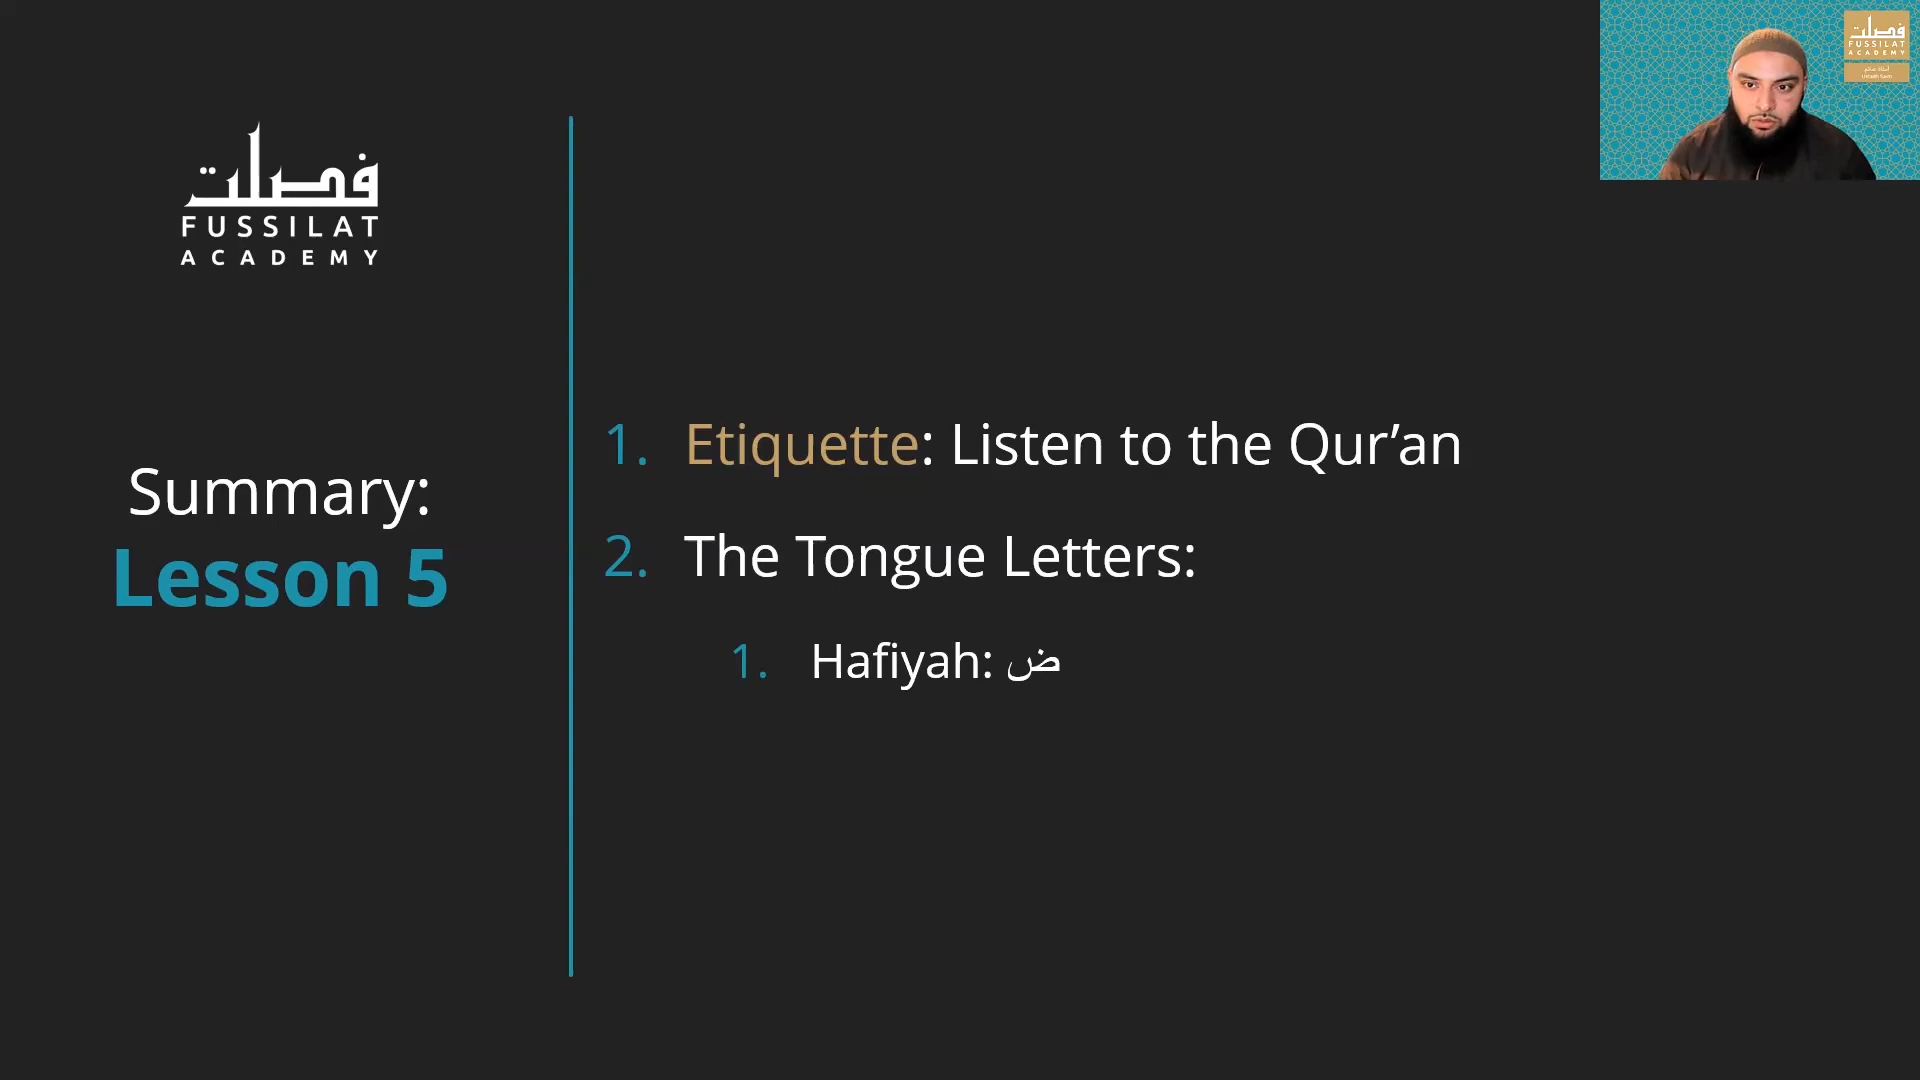 فصلت
FUSSILAT
ACADEMY
Summary:
Lesson 5
1. Etiquette: Listen to the Qur’an
2. The Tongue Letters:
1. Hafiyah: ض
فصلت
FUSSILAT
ACADEMY